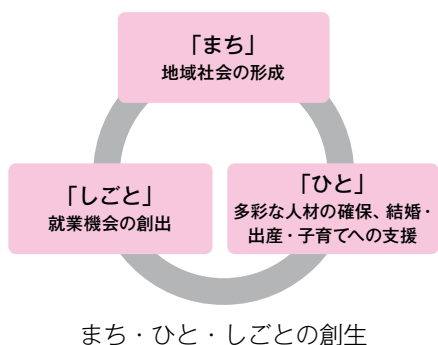 「まち」
地域社会の形成
「しごと」
就業機会の創出
「ひと」
多彩な人材の確保、結婚・
出産・子育てへの支援
まち・ひと・しごとの創生